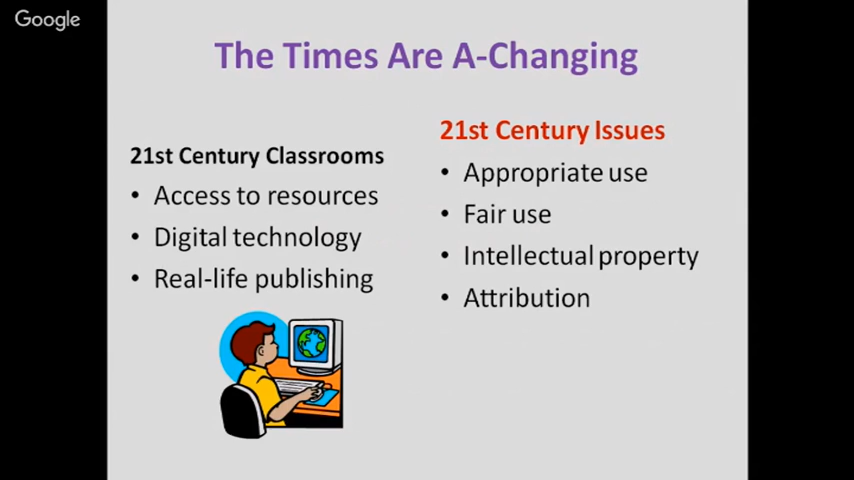 Google
The Times Are A-Changing
21st Century Classrooms
• Access to resources
• Digital technology
• Real-life publishing
21st Century Issues
• Appropriate use
• Fair use
• Intellectual property
• Attribution